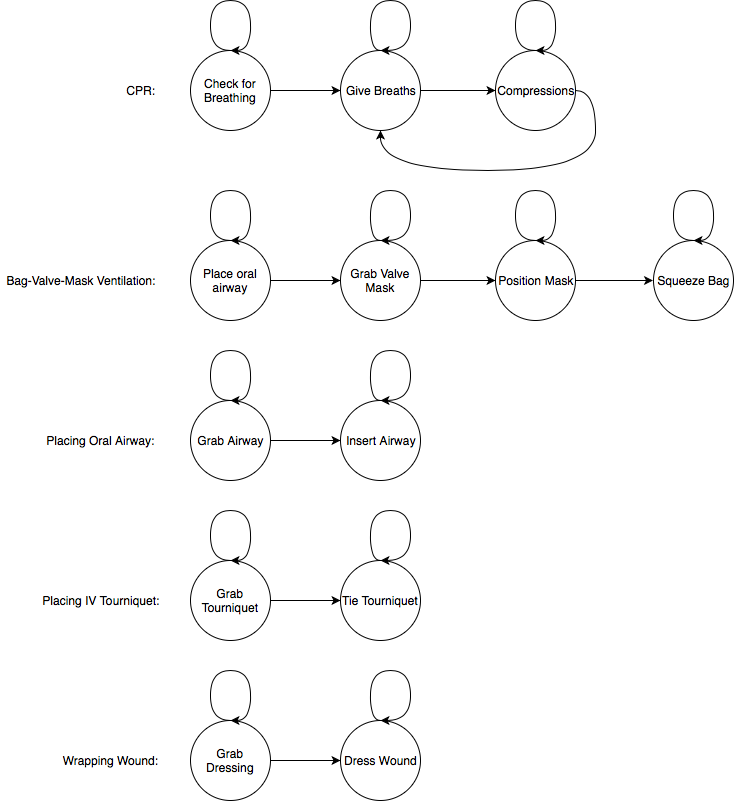 CPR:
Check for
Breathing
Give Breaths
Compressions
Bag-Valve-Mask Ventilation:
Place oral
airway
Grab Valve
Mask
Position Mask
Squeeze Bag
Placing Oral Airway:
Grab Airway
Insert Airway
Placing IV Tourniquet:
Grab
Tourniquet
Tie Tourniquet
Wrapping Wound:
Grab
Dressing
Dress Wound